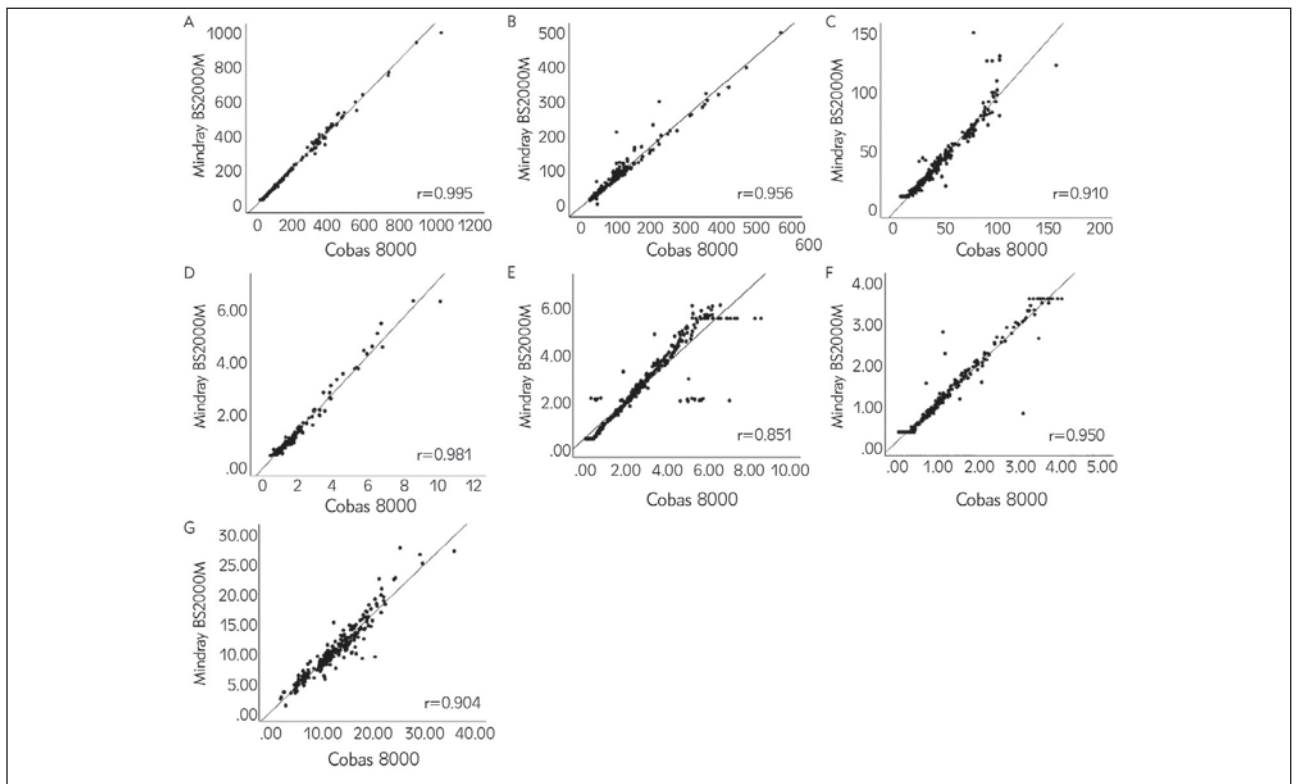 A
1000
800
600
400
200
0
Mindray BS2000M
r=0.995
0 200 400 600 800 1000 1200
Cobas 8000
B
500
400
300
200
100
0
Mindray BS2000M
r=0.956
0 100 200 300 400 500 600
600
Cobas 8000
C
150
100
50
0
Mindray BS2000M
r=0.910
0 50 100 150 200
Cobas 8000
D
6.00
4.00
2.00
.00
Mindray BS2000M
r=0.981
0 2 4 6 8 10 12
Cobas 8000
E
6.00
4.00
2.00
.00
Mindray BS2000M
r=0.851
.00 2.00 4.00 6.00 8.00 10.00
Cobas 8000
F
4.00
3.00
2.00
1.00
.00
Mindray BS2000M
r=0.950
.00 1.00 2.00 3.00 4.00 5.00
Cobas 8000
G
30.00
25.00
20.00
15.00
10.00
5.00
.00
Mindray BS2000M
r=0.904
.00 10.00 20.00 30.00 40.00
Cobas 8000